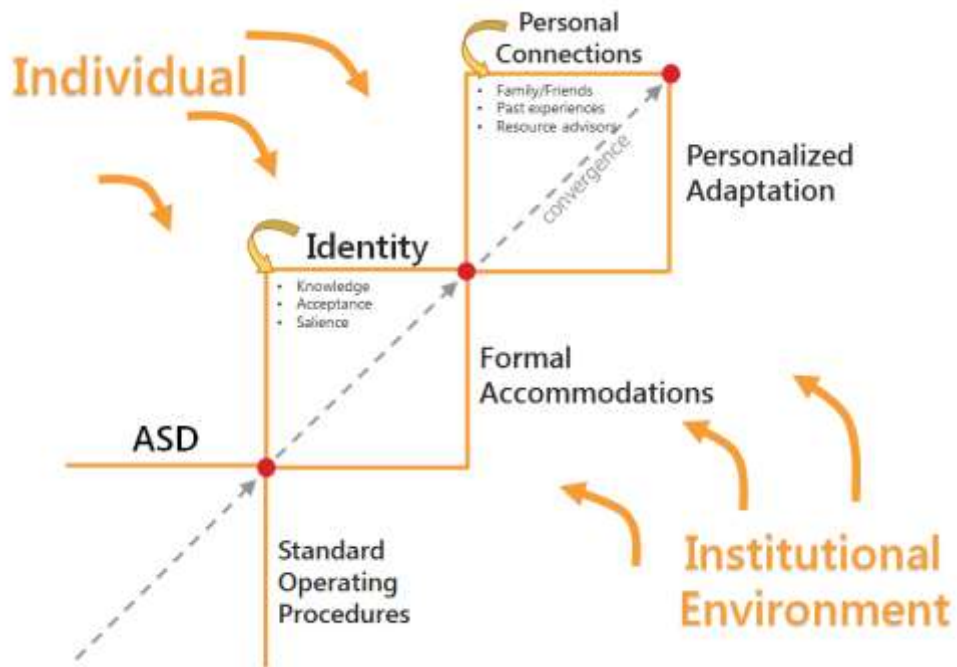 Individual
Personal
Connections
• Family/Friends
• Past experiences
• Resource advisors
convergence
Personalized
Adaptation
Identity
• Knowledge
• Acceptance
• Salience
Formal
Accommodations
ASD
Standard
Operating
Procedures
Institutional
Environment